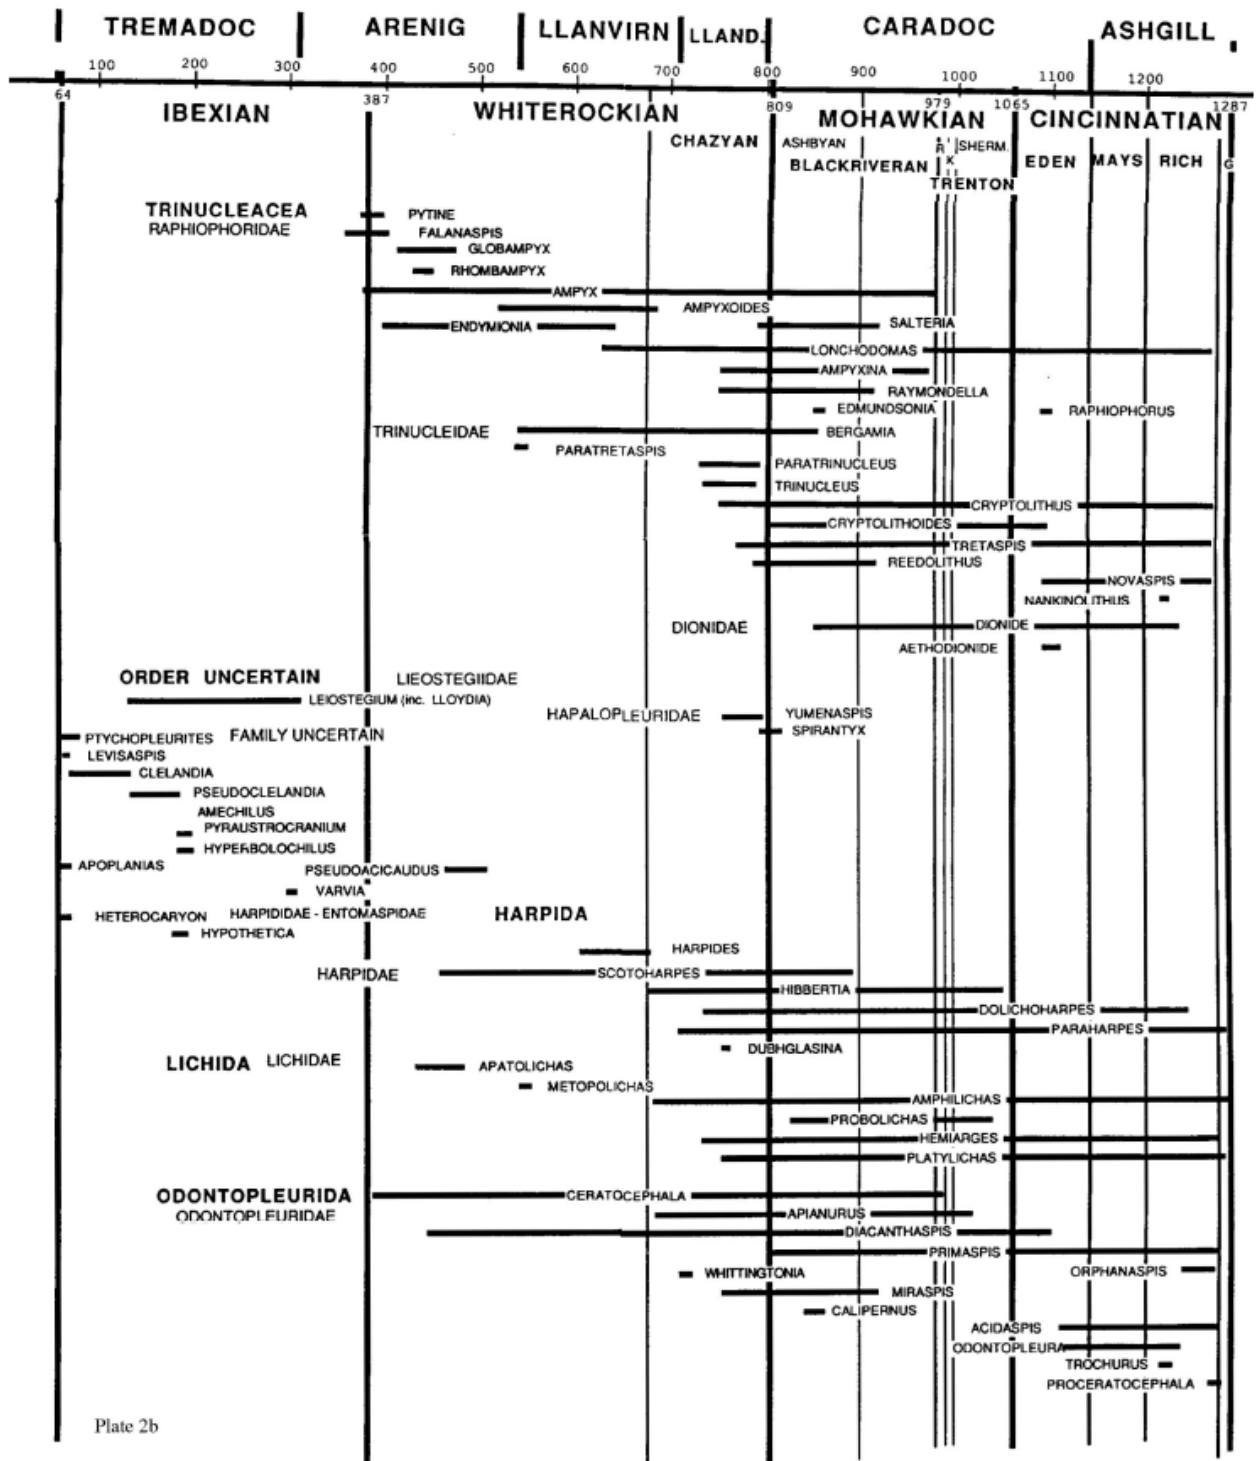 TREMADOC ARENIG LLANVIRN LLAND. CARADOC ASHGILL
100 200 300 400 500 600 700 800 900 1000 1100 1200
64 387 809 979 1065 1287
IBEXIAN WHITEROCKIAN MOHAWKIAN CINCINNATIAN
CHAZYAN ASHBYAN R SHERM.
BLACKRIVERAN K EDEN MAYS RICH G
TRENTON
TRINUCLEACEA PYTINE
RAPHIOPHORIDAE FALANASPIS
GLOBAMPYX
RHOMBAMPYX
AMPYX
AMPYXOIDES
ENDYMIONIA SALTERIA
LONCHODOMAS
AMPYXINA
RAYMONDELLA
EDMUNDSONIA RAPHIOPHORUS
TRINUCLEIDAE BERGAMIA
PARATRETASPIS
PARATRINUCLEUS
TRINUCLEUS
CRYPTOLITHUS
CRYPTOLITHOIDES
TRETASPIS
REEDOLITHUS
NOVASPIS
NANKINOLITHUS
DIONIDAE DIONIDE
AETHODIONIDE
ORDER UNCERTAIN LIEOSTEGIIDAE
LEIOSTEGIUM (inc. LLOYDIA)
HAPALOPLEURIDAE YUMENASPIS
SPIRANTYX
PTYCHOPLEURITES FAMILY UNCERTAIN
LEVISASPIS
CLELANDIA
PSEUDOCLELANDIA
AMECHILUS
PYRAUSTROCRANIUM
HYPERBOLOCHILUS
APOPLANIAS PSEUDOACICAUDUS
VARVIA
HETEROCARYON HARPIDIDAE - ENTOMASPIDAE HARPIDA
HYPOTHETICA
HARPIDES
HARPIDAE SCOTOHARPES
HIBBERTIA
DOLICHOHARPES
PARAHARPES
DUBHGLASINA
LICHIDA LICHIDAE
APATOLICHAS
METOPOLICHAS
AMPHILICHAS
PROBOLICHAS
HEMIARGES
PLATYLICHAS
ODONTOPLEURIDA CERATOCEPHALA
ODONTOPLEURIDAE APIANURUS
DIACANTHASPIS
PRIMASPIS
WHITTINGTONIA ORPHANASPIS
MIRASPIS
CALIPERNUS
ACIDASPIS
ODONTOPLEURA
TROCHURUS
PROCERATOCEPHALA
Plate 2b